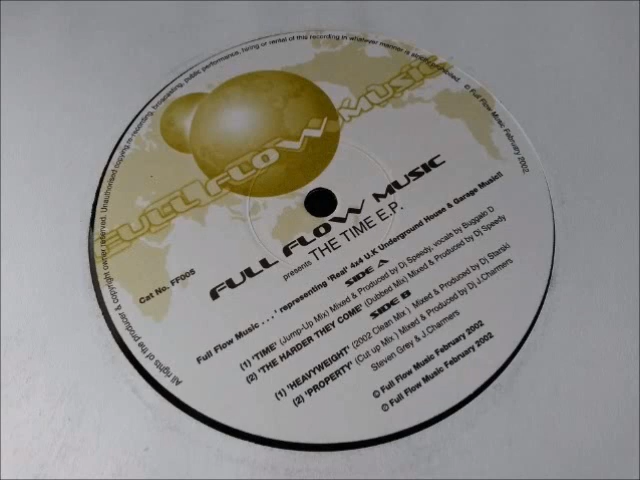 All rights of the producer & copyright owner reserved. Unauthorised copying re-recording, broadcasting, public performance, hiring or rental of this recording in whatever manner is strictly prohibited.
© Full Flow Music February 2002.
FULL FLOW MUSIC
FULL FLOW MUSIC
presents THE TIME E.P.
Cat No. FF005
Full Flow Music . . . ' representing 'Real' 4x4 U.K Underground House & Garage Music!!
SIDE A
(1) 'TIME' (Jump-Up Mix) Mixed & Produced by Dj Speedy, vocals by Buggalo D
(2) 'THE HARDER THEY COME' (Dubbed Mix) Mixed & Produced by Dj Speedy
SIDE B
(1) 'HEAVYWEIGHT' (2002 Clean Mix ) Mixed & Produced by Dj Starski
(2) 'PROPERTY' (Cut up Mix ) Mixed & Produced by Dj J.Charmers
Steven Grey & J.Charmers
© Full Flow Music February 2002
℗ Full Flow Music February 2002